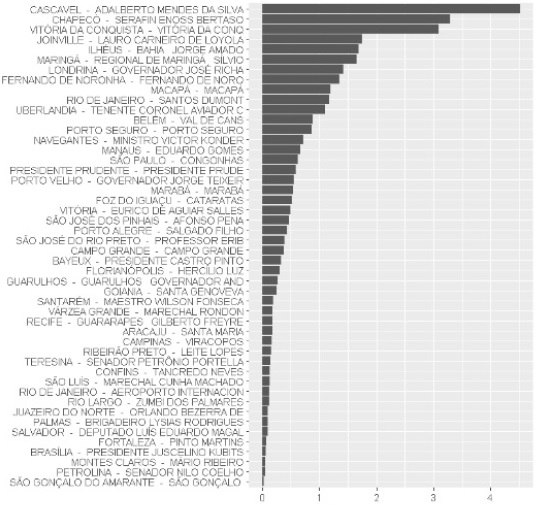 CASCAVEL - ADALBERTO MENDES DA SILVA
CHAPECÓ - SERAFIN ENOSS BERTASO
VITÓRIA DA CONQUISTA - VITÓRIA DA CONQ
JOINVILLE - LAURO CARNEIRO DE LOYOLA
ILHÉUS - BAHIA JORGE AMADO
MARINGÁ - REGIONAL DE MARINGÁ SÍLVIO
LONDRINA - GOVERNADOR JOSÉ RICHA
FERNANDO DE NORONHA - FERNANDO DE NORO
MACAPÁ - MACAPÁ
RIO DE JANEIRO - SANTOS DUMONT
UBERLANDIA - TENENTE CORONEL AVIADOR C
BELÉM - VAL DE CANS
PORTO SEGURO - PORTO SEGURO
NAVEGANTES - MINISTRO VICTOR KONDER
MANAUS - EDUARDO GOMES
SÃO PAULO - CONGONHAS
PRESIDENTE PRUDENTE - PRESIDENTE PRUDE
PORTO VELHO - GOVERNADOR JORGE TEIXEIR
MARABÁ - MARABÁ
FOZ DO IGUAÇU - CATARATAS
VITÓRIA - EURICO DE AGUIAR SALLES
SÃO JOSÉ DOS PINHAIS - AFONSO PENA
PORTO ALEGRE - SALGADO FILHO
SÃO JOSÉ DO RIO PRETO - PROFESSOR ERIB
CAMPO GRANDE - CAMPO GRANDE
BAYEUX - PRESIDENTE CASTRO PINTO
FLORIANÓPOLIS - HERCÍLIO LUZ
GUARULHOS - GUARULHOS GOVERNADOR AND
GOIÂNIA - SANTA GENOVEVA
SANTARÉM - MAESTRO WILSON FONSECA
VÁRZEA GRANDE - MARECHAL RONDON
RECIFE - GUARARAPES GILBERTO FREYRE
ARACAJU - SANTA MARIA
CAMPINAS - VIRACOPOS
RIBEIRÃO PRETO - LEITE LOPES
TERESINA - SENADOR PETRÔNIO PORTELLA
CONFINS - TANCREDO NEVES
SÃO LUÍS - MARECHAL CUNHA MACHADO
RIO DE JANEIRO - AEROPORTO INTERNACION
RIO LARGO - ZUMBI DOS PALMARES
JUAZEIRO DO NORTE - ORLANDO BEZERRA DE
PALMAS - BRIGADEIRO LYSIAS RODRIGUES
SALVADOR - DEPUTADO LUÍS EDUARDO MAGAL
FORTALEZA - PINTO MARTINS
BRASÍLIA - PRESIDENTE JUSCELINO KUBITS
MONTES CLAROS - MÁRIO RIBEIRO
PETROLINA - SENADOR NILO COELHO
SÃO GONÇALO DO AMARANTE - SÃO GONÇALO
0 1 2 3 4